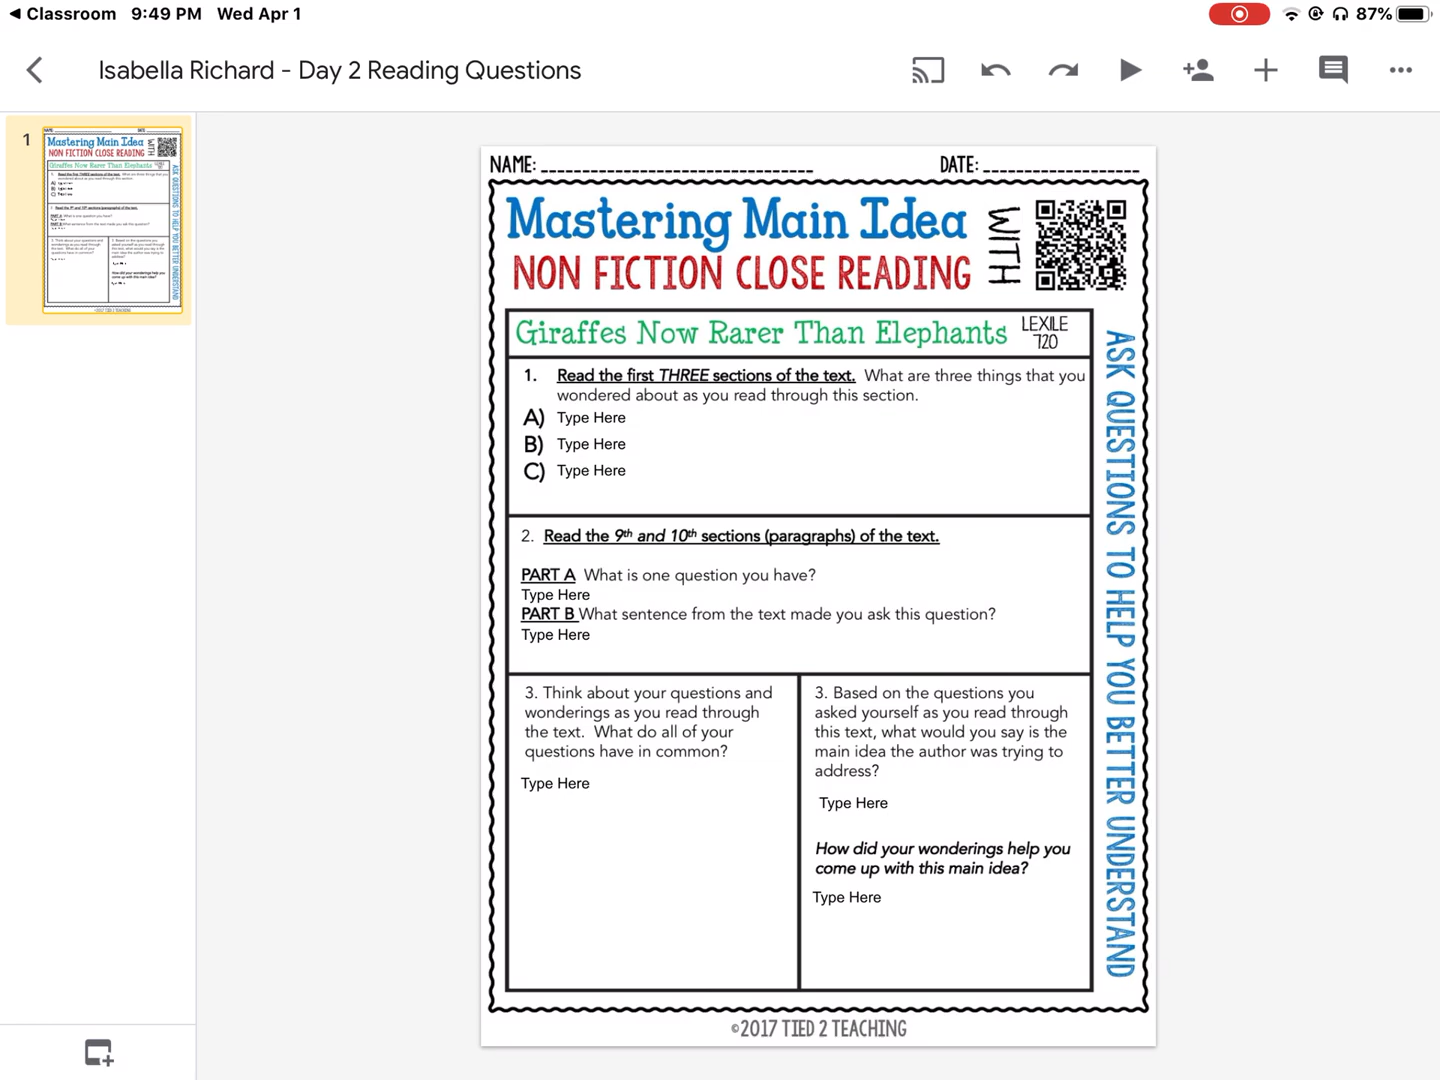 Classroom 9:49 PM Wed Apr 1 87%
Isabella Richard - Day 2 Reading Questions
1
NAME: ______________________________ DATE: ___________________
Mastering Main Idea WITH
NON FICTION CLOSE READING
Giraffes Now Rarer Than Elephants LEXILE 720
1. Read the first THREE sections of the text. What are three things that you
wondered about as you read through this section.
A) Type Here
B) Type Here
C) Type Here
2. Read the 9th and 10th sections (paragraphs) of the text.
PART A What is one question you have?
Type Here
PART B What sentence from the text made you ask this question?
Type Here
3. Think about your questions and
wonderings as you read through
the text. What do all of your
questions have in common?
Type Here
3. Based on the questions you
asked yourself as you read through
this text, what would you say is the
main idea the author was trying to
address?
Type Here
How did your wonderings help you
come up with this main idea?
Type Here
ASK QUESTIONS TO HELP YOU BETTER UNDERSTAND
©2017 TIED 2 TEACHING